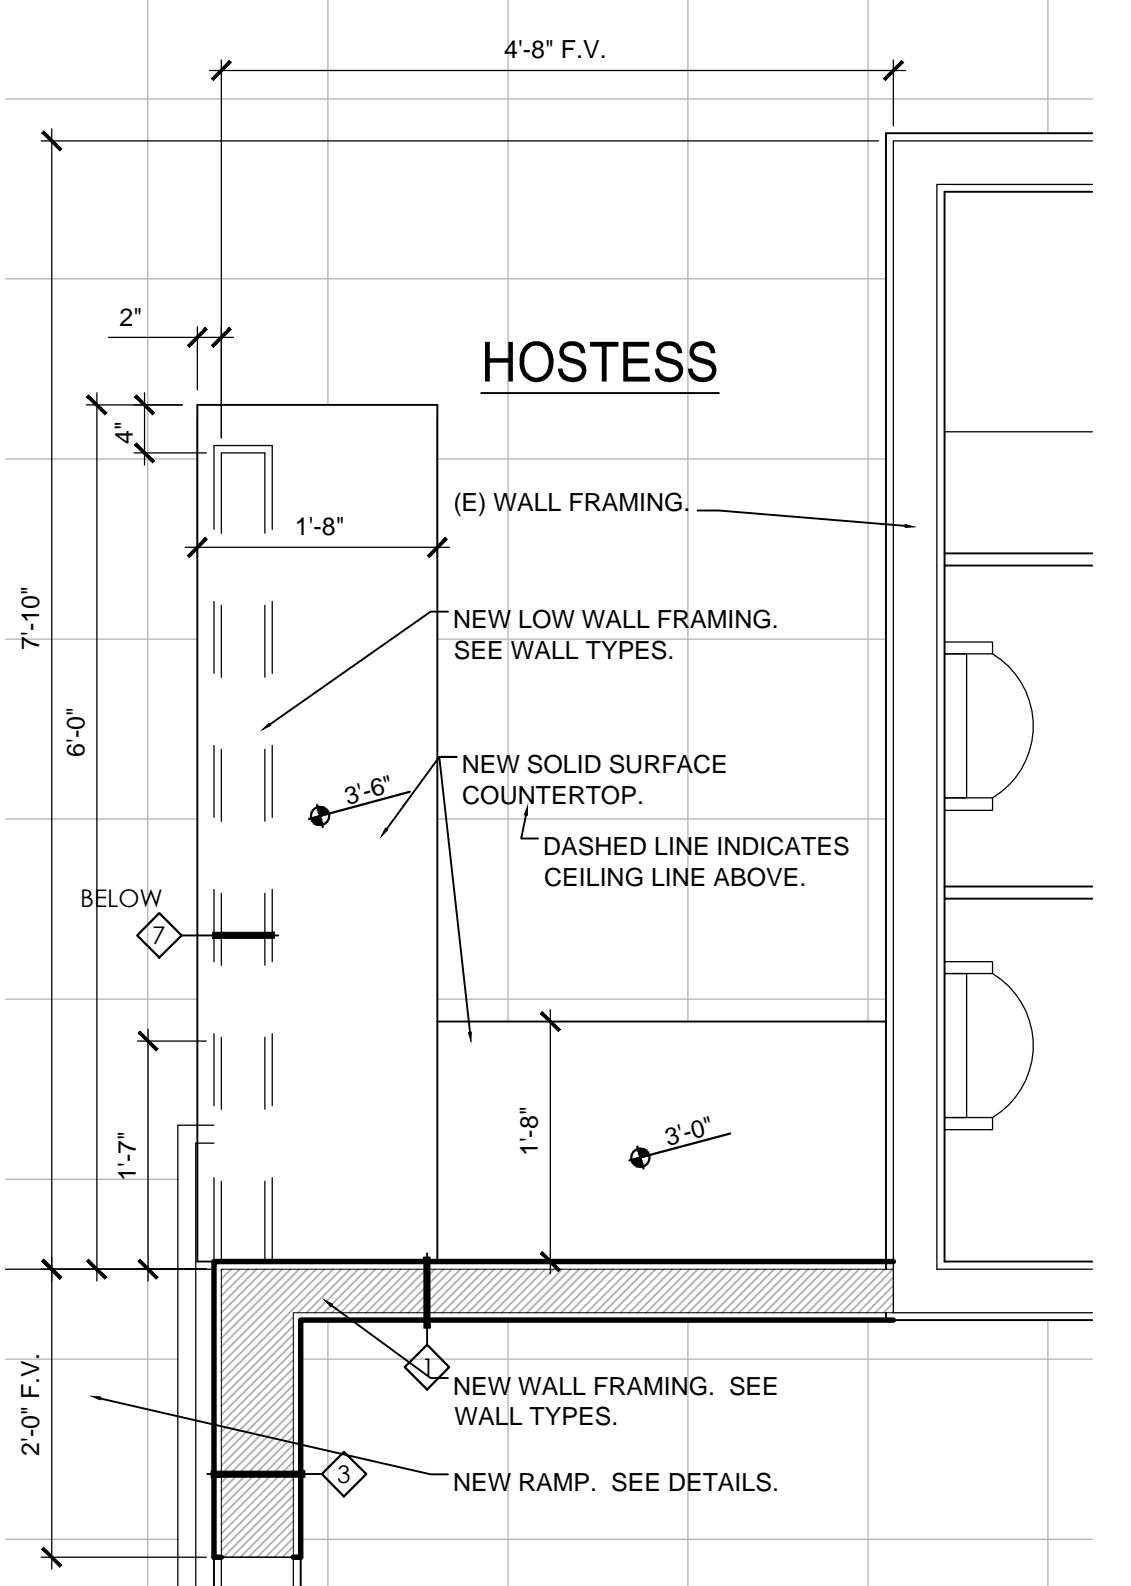 4'-8" F.V.
2"
HOSTESS
4"
(E) WALL FRAMING.
1'-8"
7'-10"
NEW LOW WALL FRAMING.
SEE WALL TYPES.
6'-0"
NEW SOLID SURFACE
COUNTERTOP.
3'-6"
DASHED LINE INDICATES
CEILING LINE ABOVE.
BELOW
7
1'-7"
1'-8"
3'-0"
1
NEW WALL FRAMING. SEE
WALL TYPES.
2'-0" F.V.
3
NEW RAMP. SEE DETAILS.